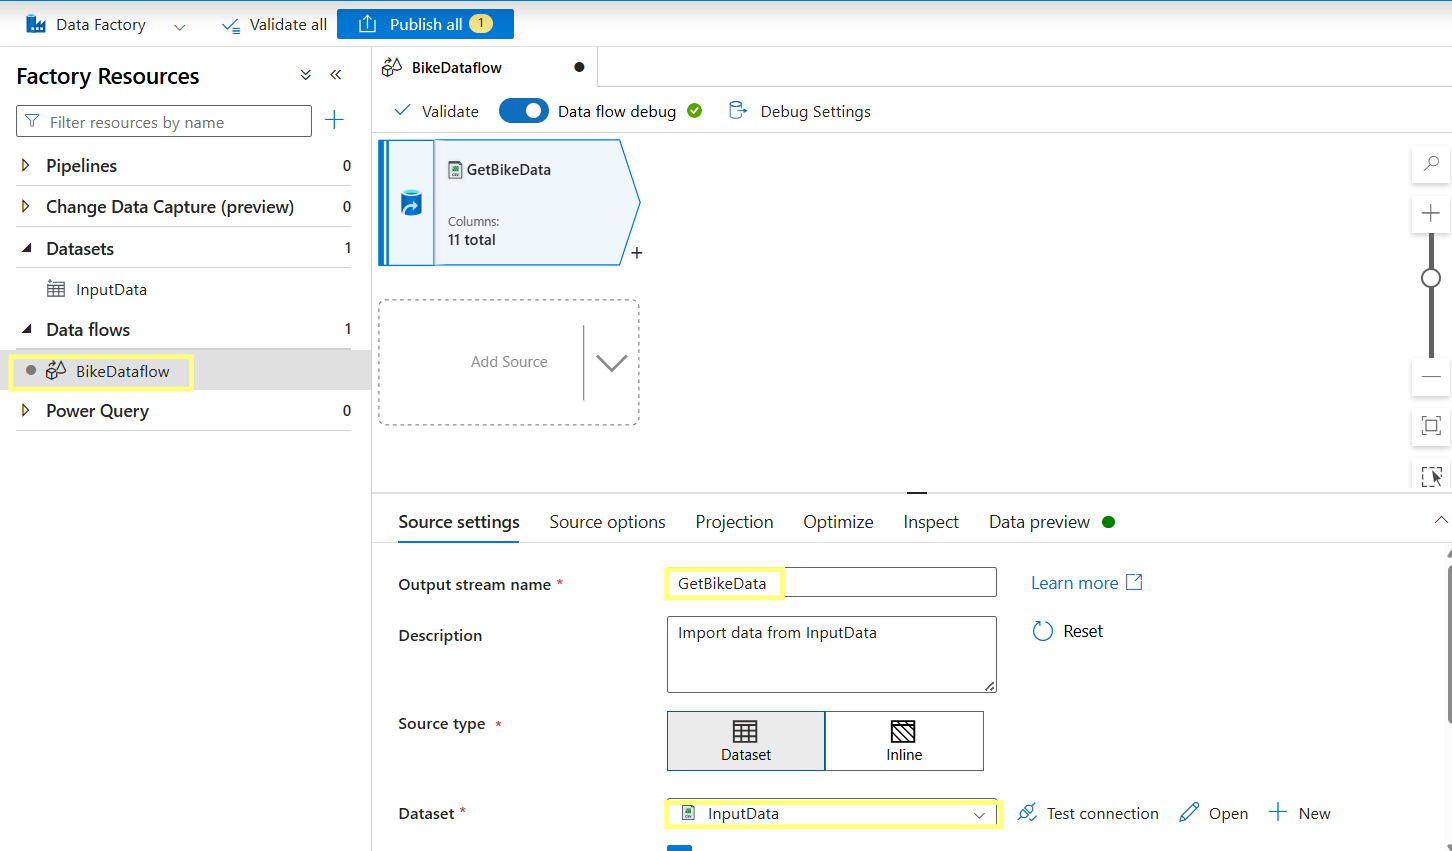 Data Factory
Validate all
Publish all 1
Factory Resources
Filter resources by name
Pipelines 0
Change Data Capture (preview) 0
Datasets 1
InputData
Data flows 1
BikeDataflow
Power Query 0
BikeDataflow
Validate
Data flow debug
Debug Settings
GetBikeData
Columns:
11 total
Add Source
Source settings
Source options
Projection
Optimize
Inspect
Data preview
Output stream name *
GetBikeData
Learn more
Description
Import data from InputData
Reset
Source type *
Dataset
Inline
Dataset *
InputData
Test connection
Open
New